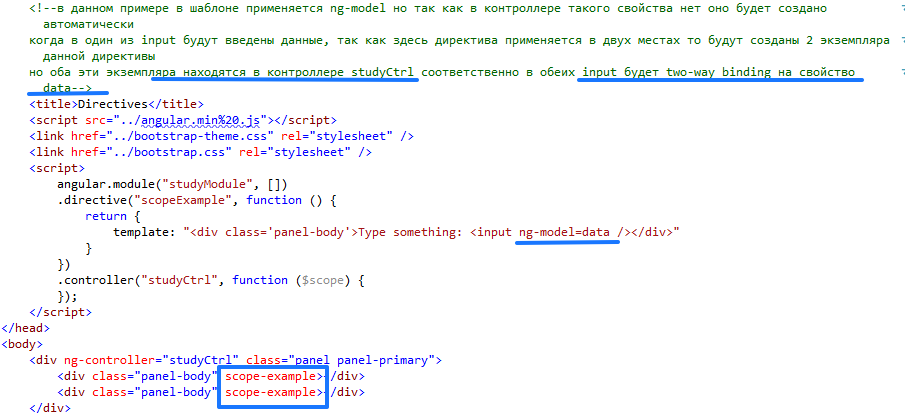 <!--в данном примере в шаблоне применяется ng-model но так как в контроллере такого свойства нет оно будет создано
автоматически
когда в один из input будут введены данные, так как здесь директива применяется в двух местах то будут созданы 2 экземпляра
данной директивы
но оба эти экземпляра находятся в контроллере studyCtrl соответственно в обеих input будет two-way binding на свойство
data-->
<title>Directives</title>
<script src="../angular.min%20.js"></script>
<link href="../bootstrap-theme.css" rel="stylesheet" />
<link href="../bootstrap.css" rel="stylesheet" />
<script>
angular.module("studyModule", [])
.directive("scopeExample", function () {
return {
template: "<div class='panel-body'>Type something: <input ng-model=data /></div>"
}
})
.controller("studyCtrl", function ($scope) {
});
</script>
</head>
<body>
<div ng-controller="studyCtrl" class="panel panel-primary">
<div class="panel-body" scope-example></div>
<div class="panel-body" scope-example></div>
</div>